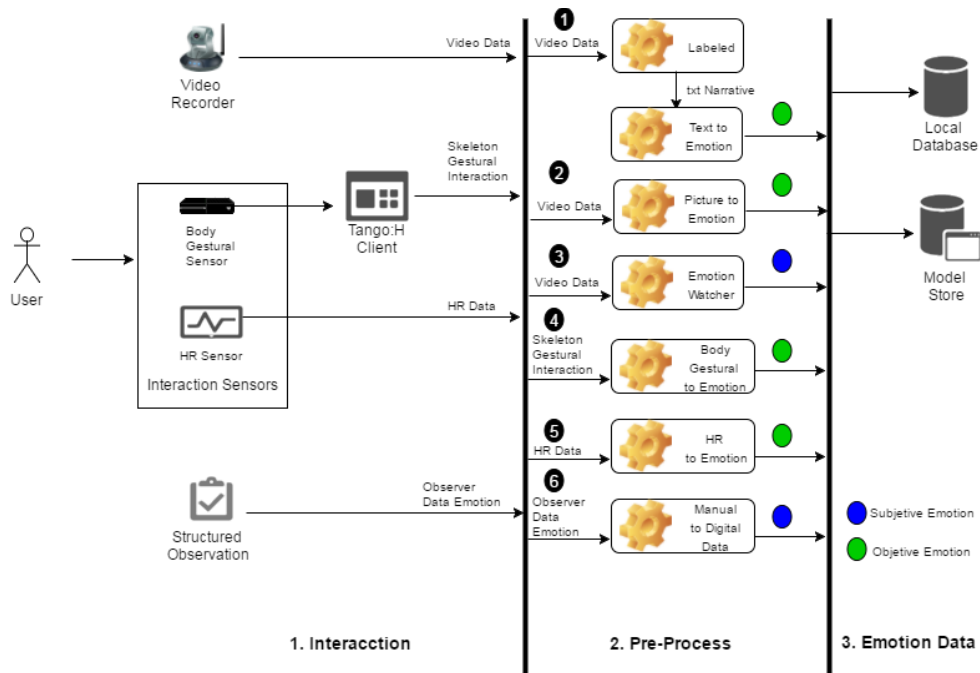 Video
Recorder
Video Data
User
Body
Gestural
Sensor
HR Sensor
Interaction Sensors
Tango:H
Client
Skeleton
Gestural
Interaction
HR Data
Structured
Observation
Observer
Data Emotion
1. Interacction
1
Video Data
Labeled
txt Narrative
Text to
Emotion
2
Video Data
Picture to
Emotion
3
Video Data
Emotion
Watcher
4
Skeleton
Gestural
Interaction
Body
Gestural
to Emotion
5
HR Data
HR
to Emotion
6
Observer
Data
Emotion
Manual
to Digital
Data
2. Pre-Process
Local
Database
Model
Store
Subjetive Emotion
Objetive Emotion
3. Emotion Data